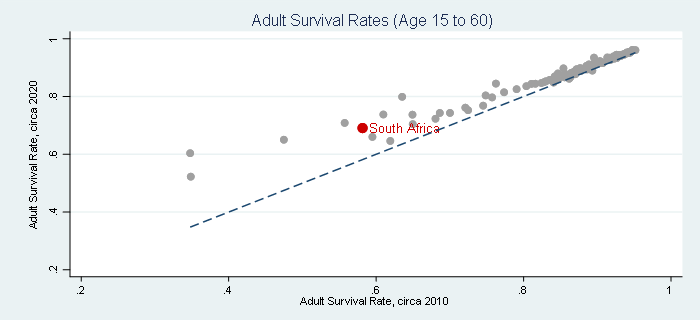 Adult Survival Rates (Age 15 to 60)
Adult Survival Rate, circa 2020
1
.8
.6
.4
.2
South Africa
.2 .4 .6 .8 1
Adult Survival Rate, circa 2010